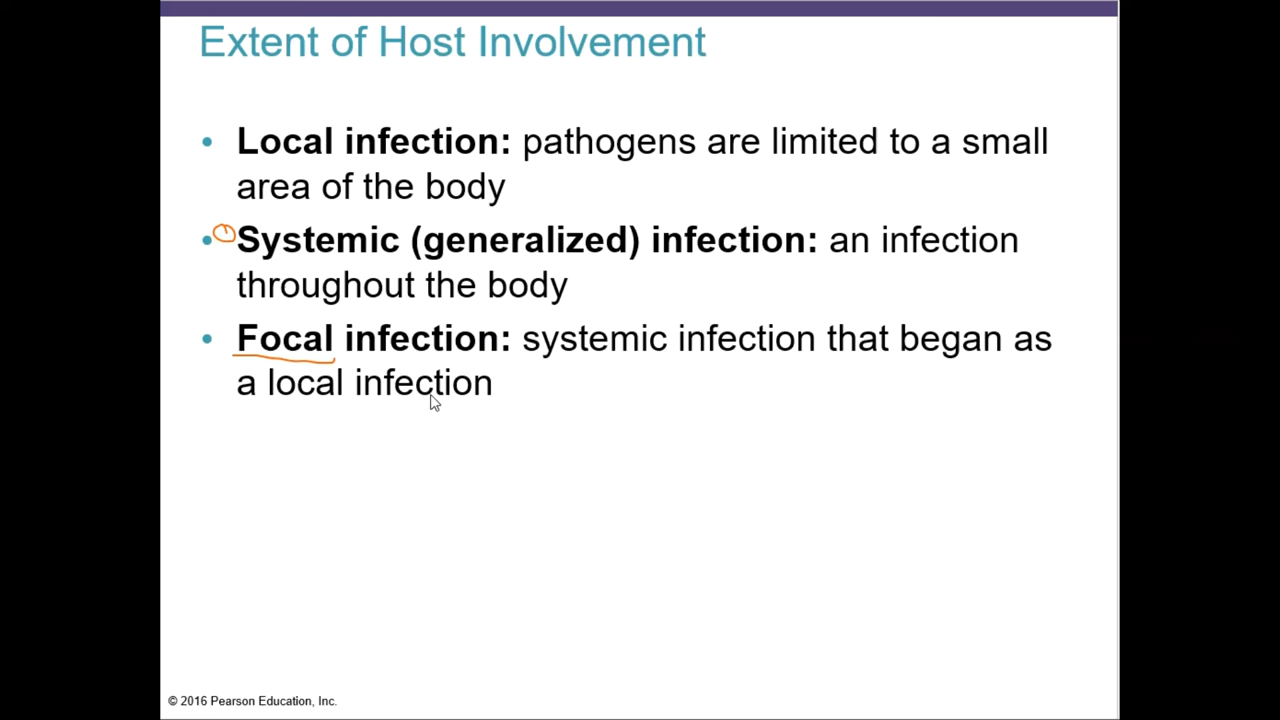 Extent of Host Involvement
• Local infection: pathogens are limited to a small
area of the body
• Systemic (generalized) infection: an infection
throughout the body
• Focal infection: systemic infection that began as
a local infection
© 2016 Pearson Education, Inc.